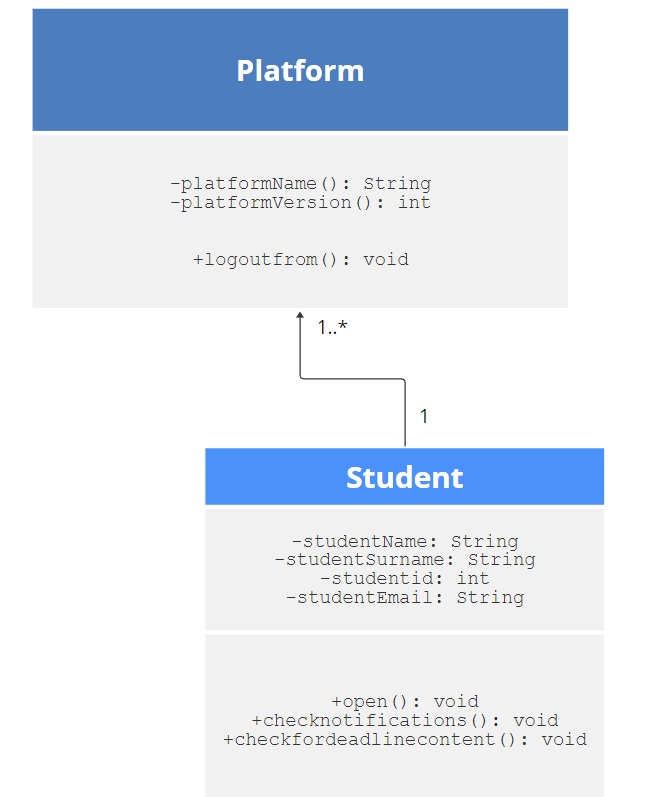 Platform
-platformName(): String
-platformVersion(): int
+logoutfrom(): void
1..*
1
Student
-studentName: String
-studentSurname: String
-studentid: int
-studentEmail: String
+open(): void
+checknotifications(): void
+checkfordeadlinecontent(): void